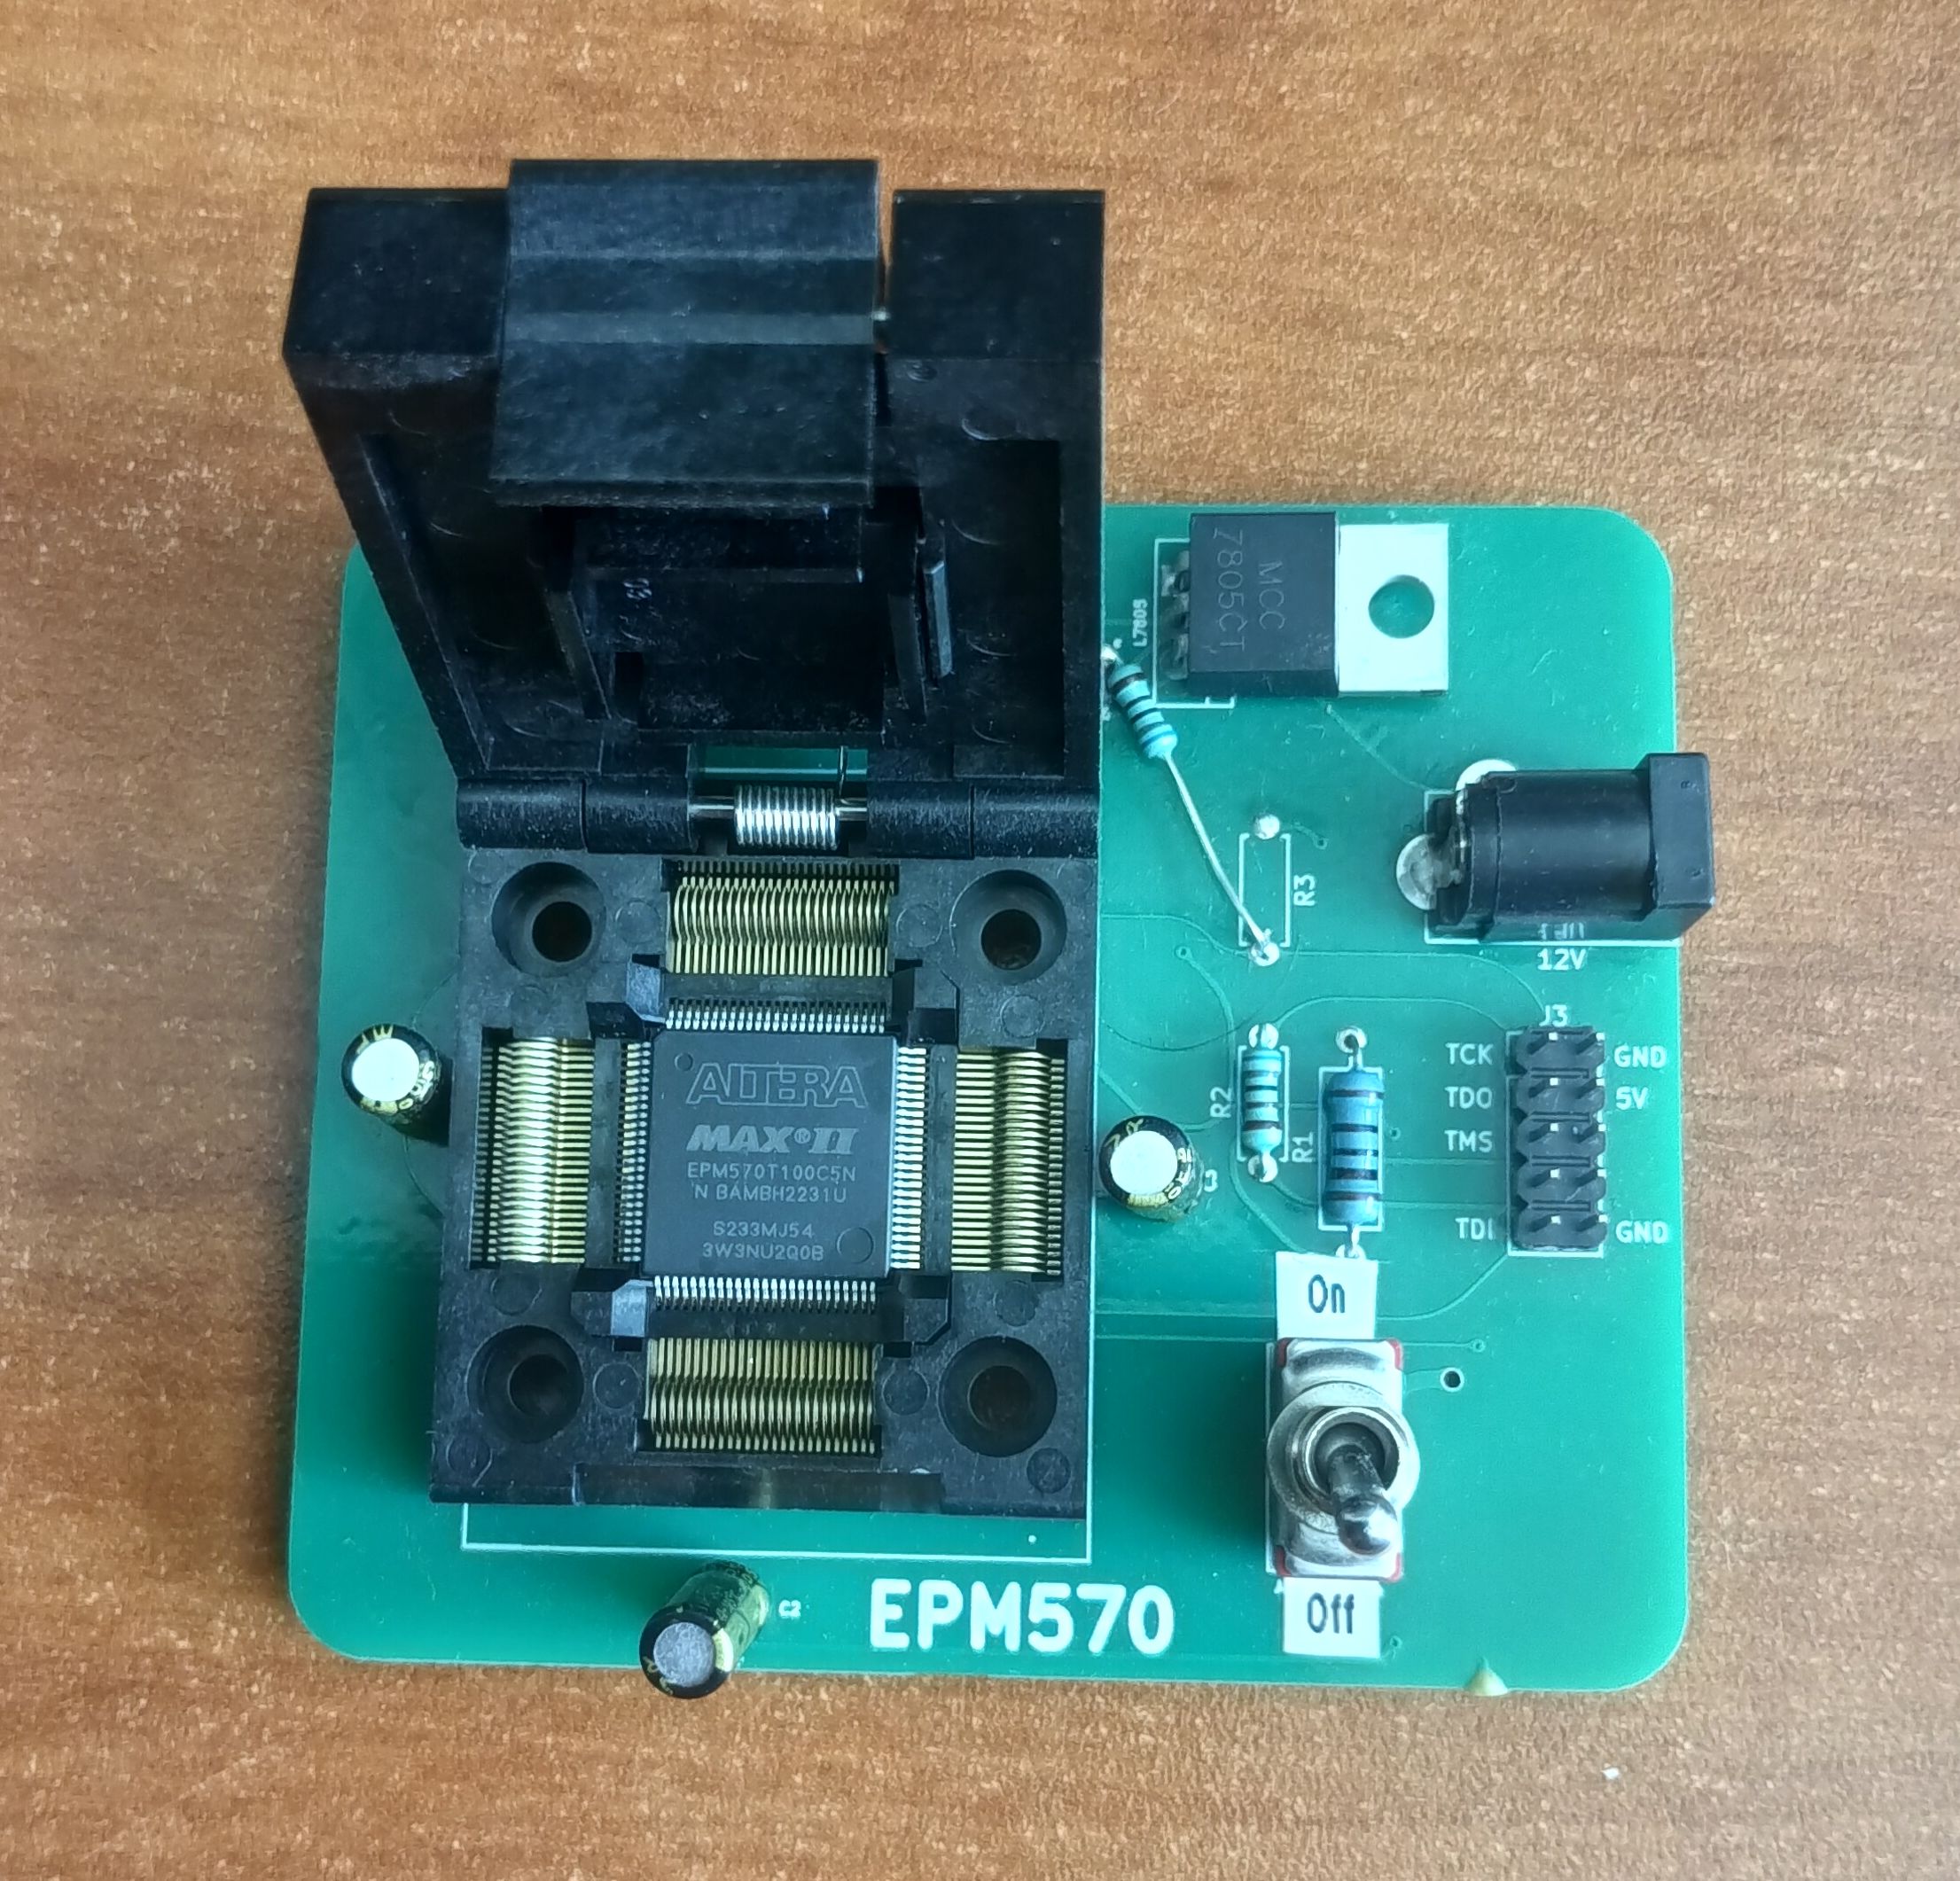 MCC
7805CT
L7805
R3
12V
J3
TCK
GND
TDO
5V
TMS
TDI
GND
R2
R1
ALTERA
MAX®II
EPM570T100C5N
N BAMBH2231U
S233MJ54
3W3NU2Q0B
On
Off
C2
EPM570